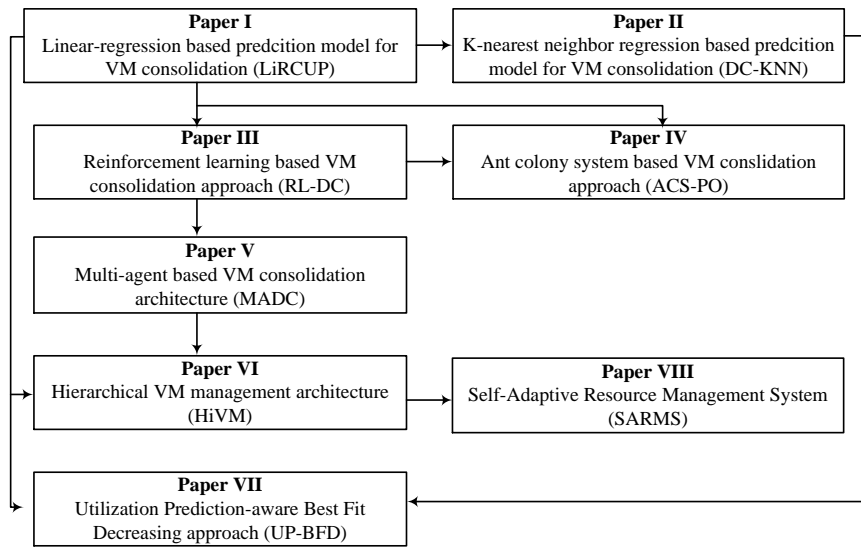 Paper I
Linear-regression based predcition model for
VM consolidation (LiRCUP)
Paper II
K-nearest neighbor regression based predcition
model for VM consolidation (DC-KNN)
Paper III
Reinforcement learning based VM
consolidation approach (RL-DC)
Paper IV
Ant colony system based VM conslidation
approach (ACS-PO)
Paper V
Multi-agent based VM consolidation
architecture (MADC)
Paper VI
Hierarchical VM management architecture
(HiVM)
Paper VIII
Self-Adaptive Resource Management System
(SARMS)
Paper VII
Utilization Prediction-aware Best Fit
Decreasing approach (UP-BFD)